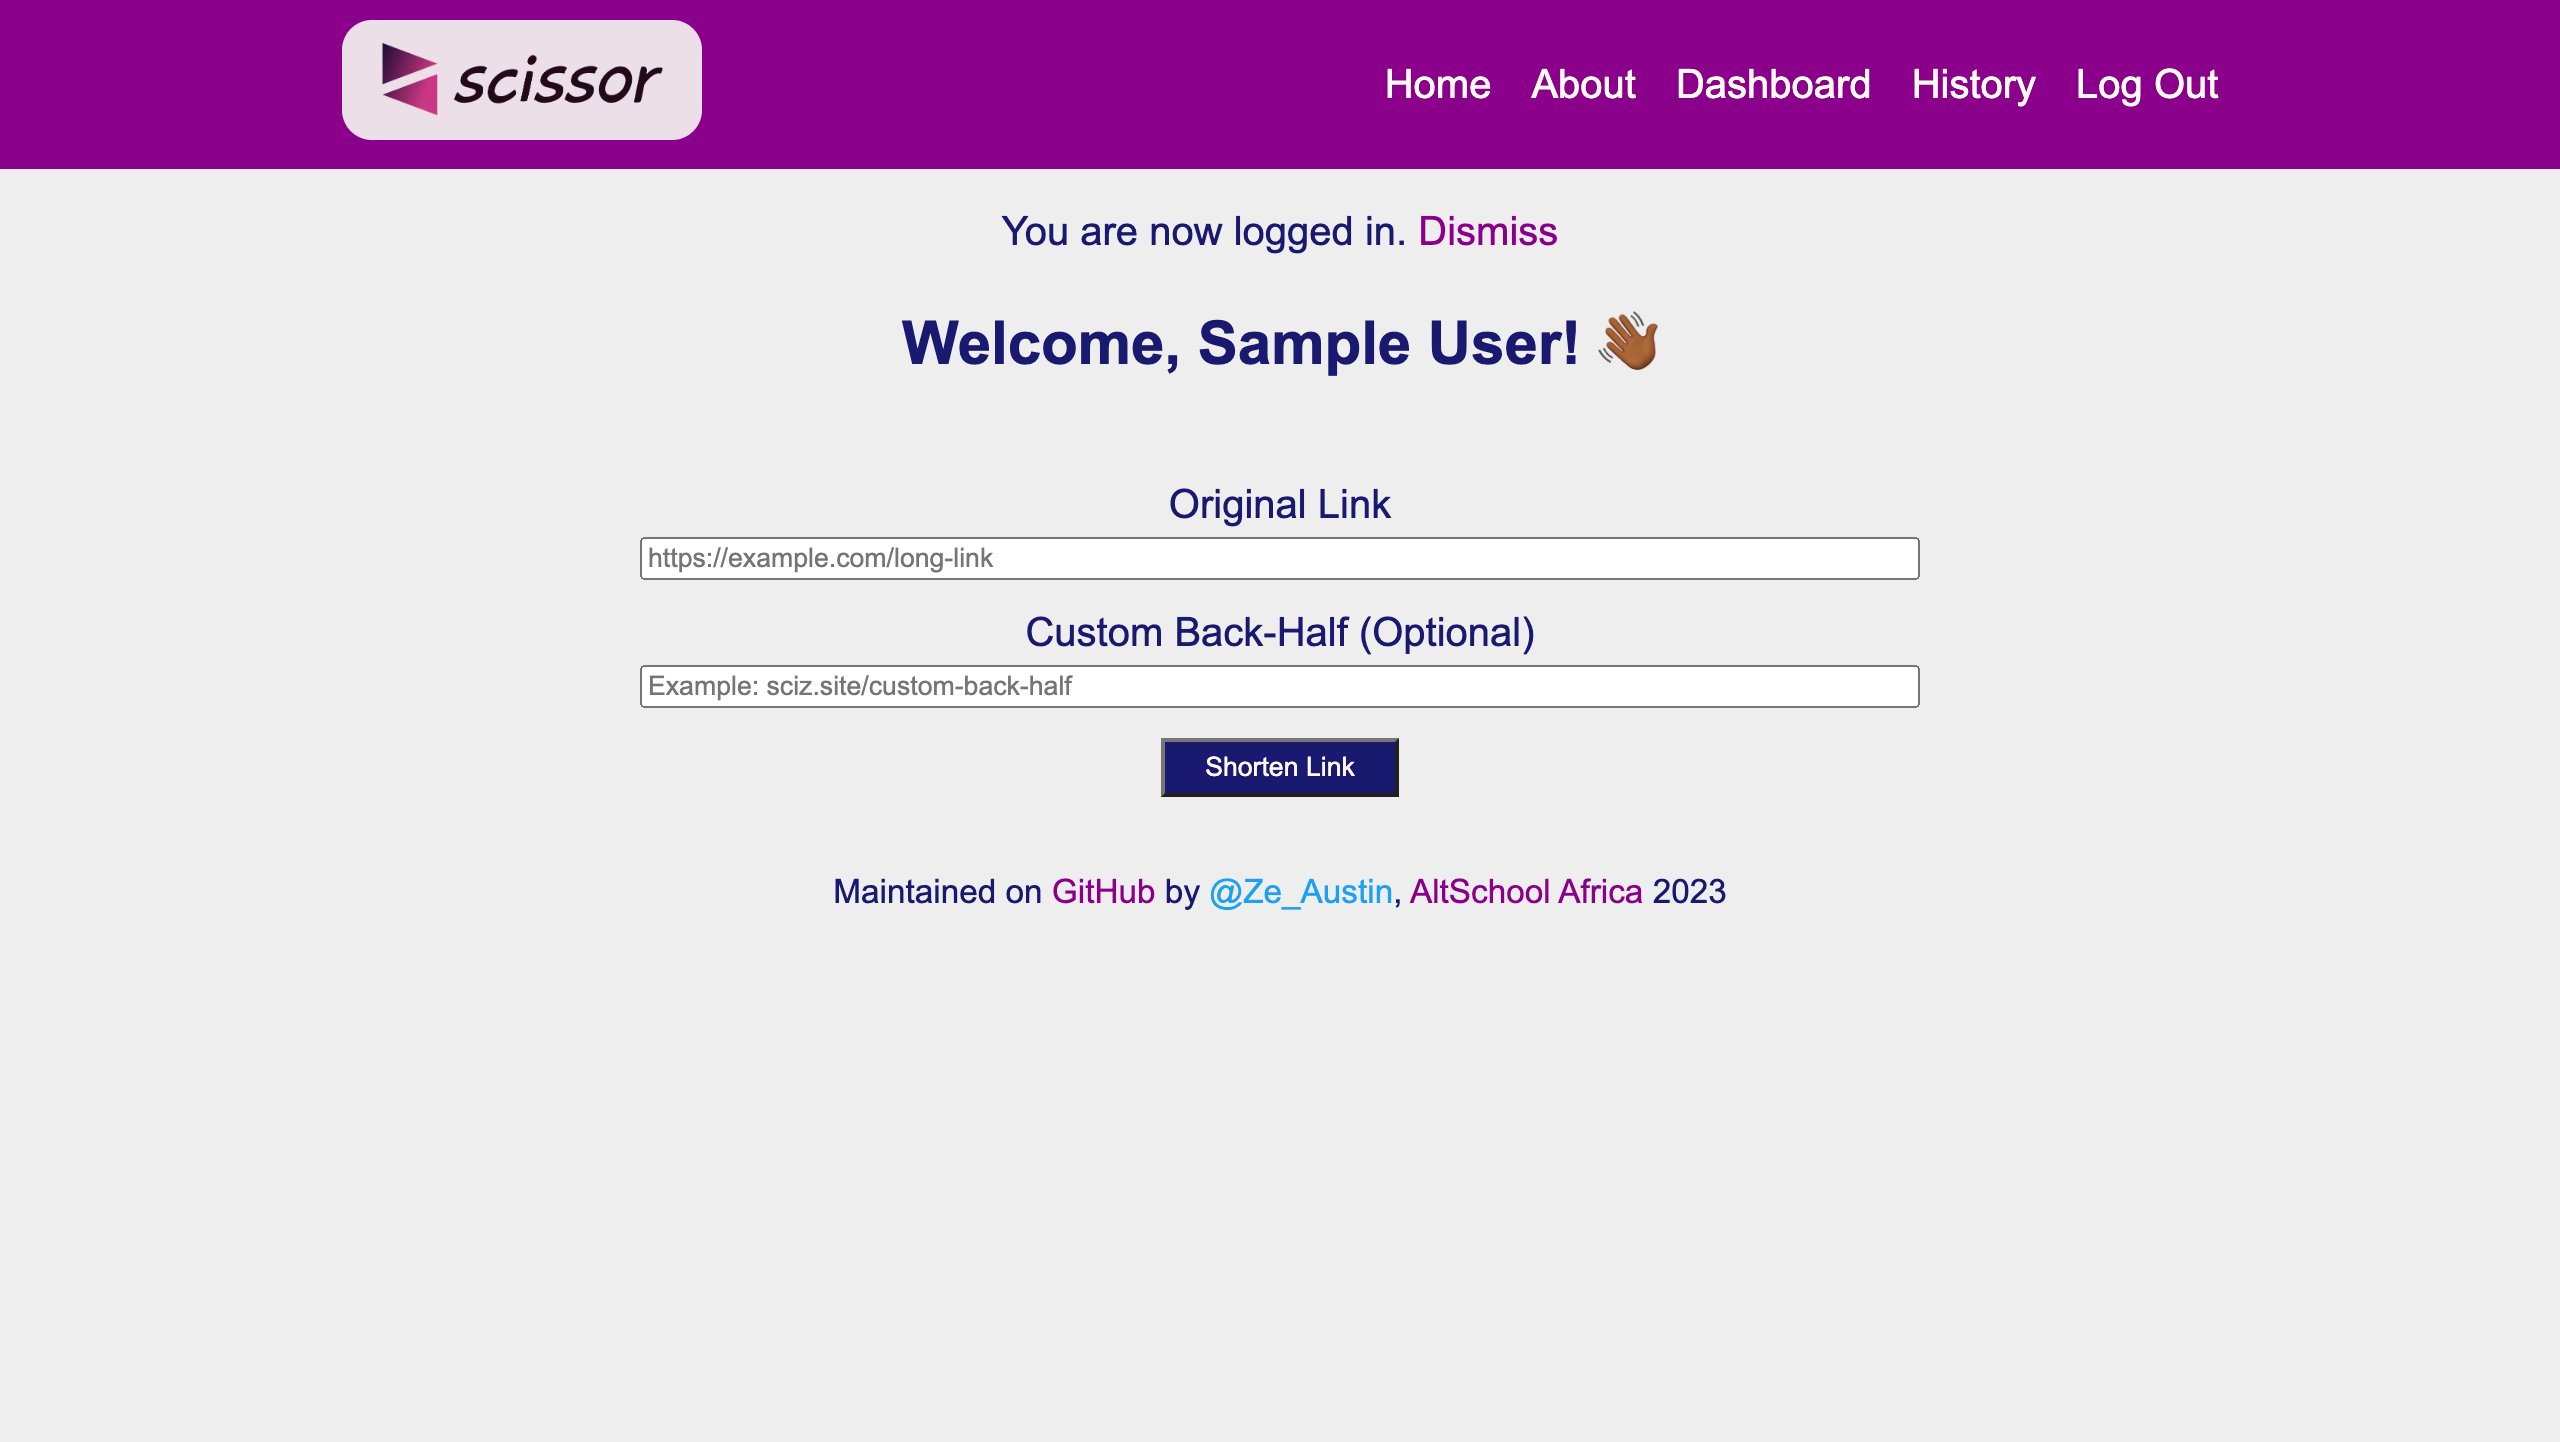 scissor
Home About Dashboard History Log Out
You are now logged in. Dismiss
Welcome, Sample User! 👋🏾
Original Link
https://example.com/long-link
Custom Back-Half (Optional)
Example: sciz.site/custom-back-half
Shorten Link
Maintained on GitHub by @Ze_Austin, AltSchool Africa 2023